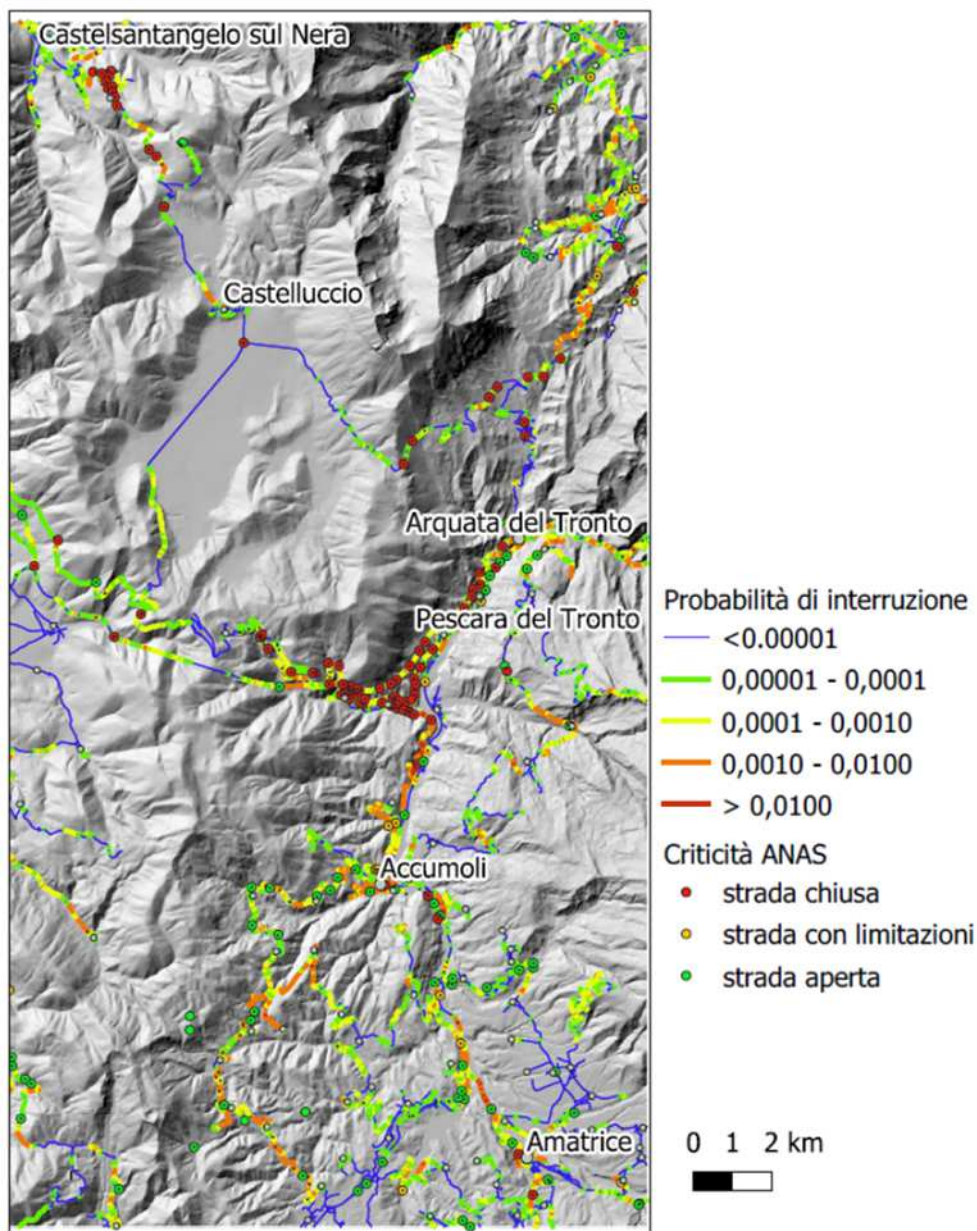 Castelsantangelo sul Nera
Castelluccio
Arquata del Tronto
Pescara del Tronto
Accumoli
Amatrice
Probabilità di interruzione
<0.00001
0,00001 - 0,0001
0,0001 - 0,0010
0,0010 - 0,0100
> 0,0100
Criticità ANAS
strada chiusa
strada con limitazioni
strada aperta
0 1 2 km